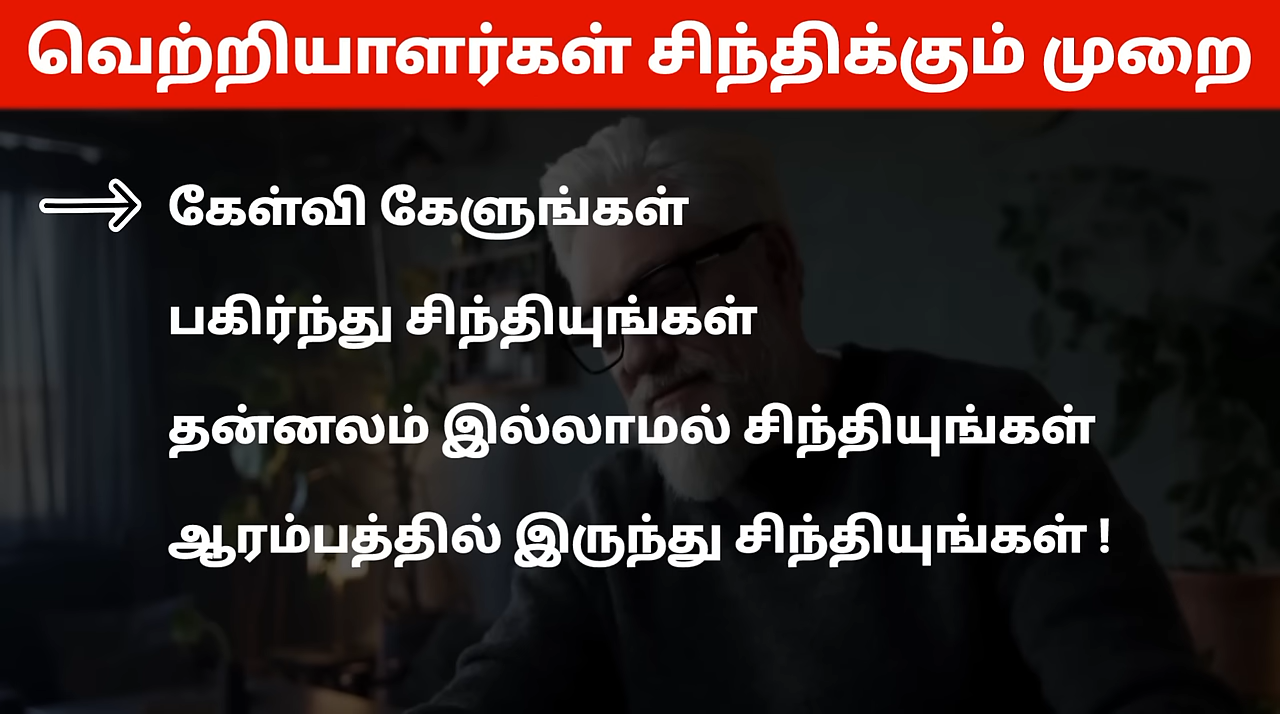 வெற்றியாளர்கள் சிந்திக்கும் முறை
கேள்வி கேளுங்கள்
பகிர்ந்து சிந்தியுங்கள்
தன்னலம் இல்லாமல் சிந்தியுங்கள்
ஆரம்பத்தில் இருந்து சிந்தியுங்கள் !